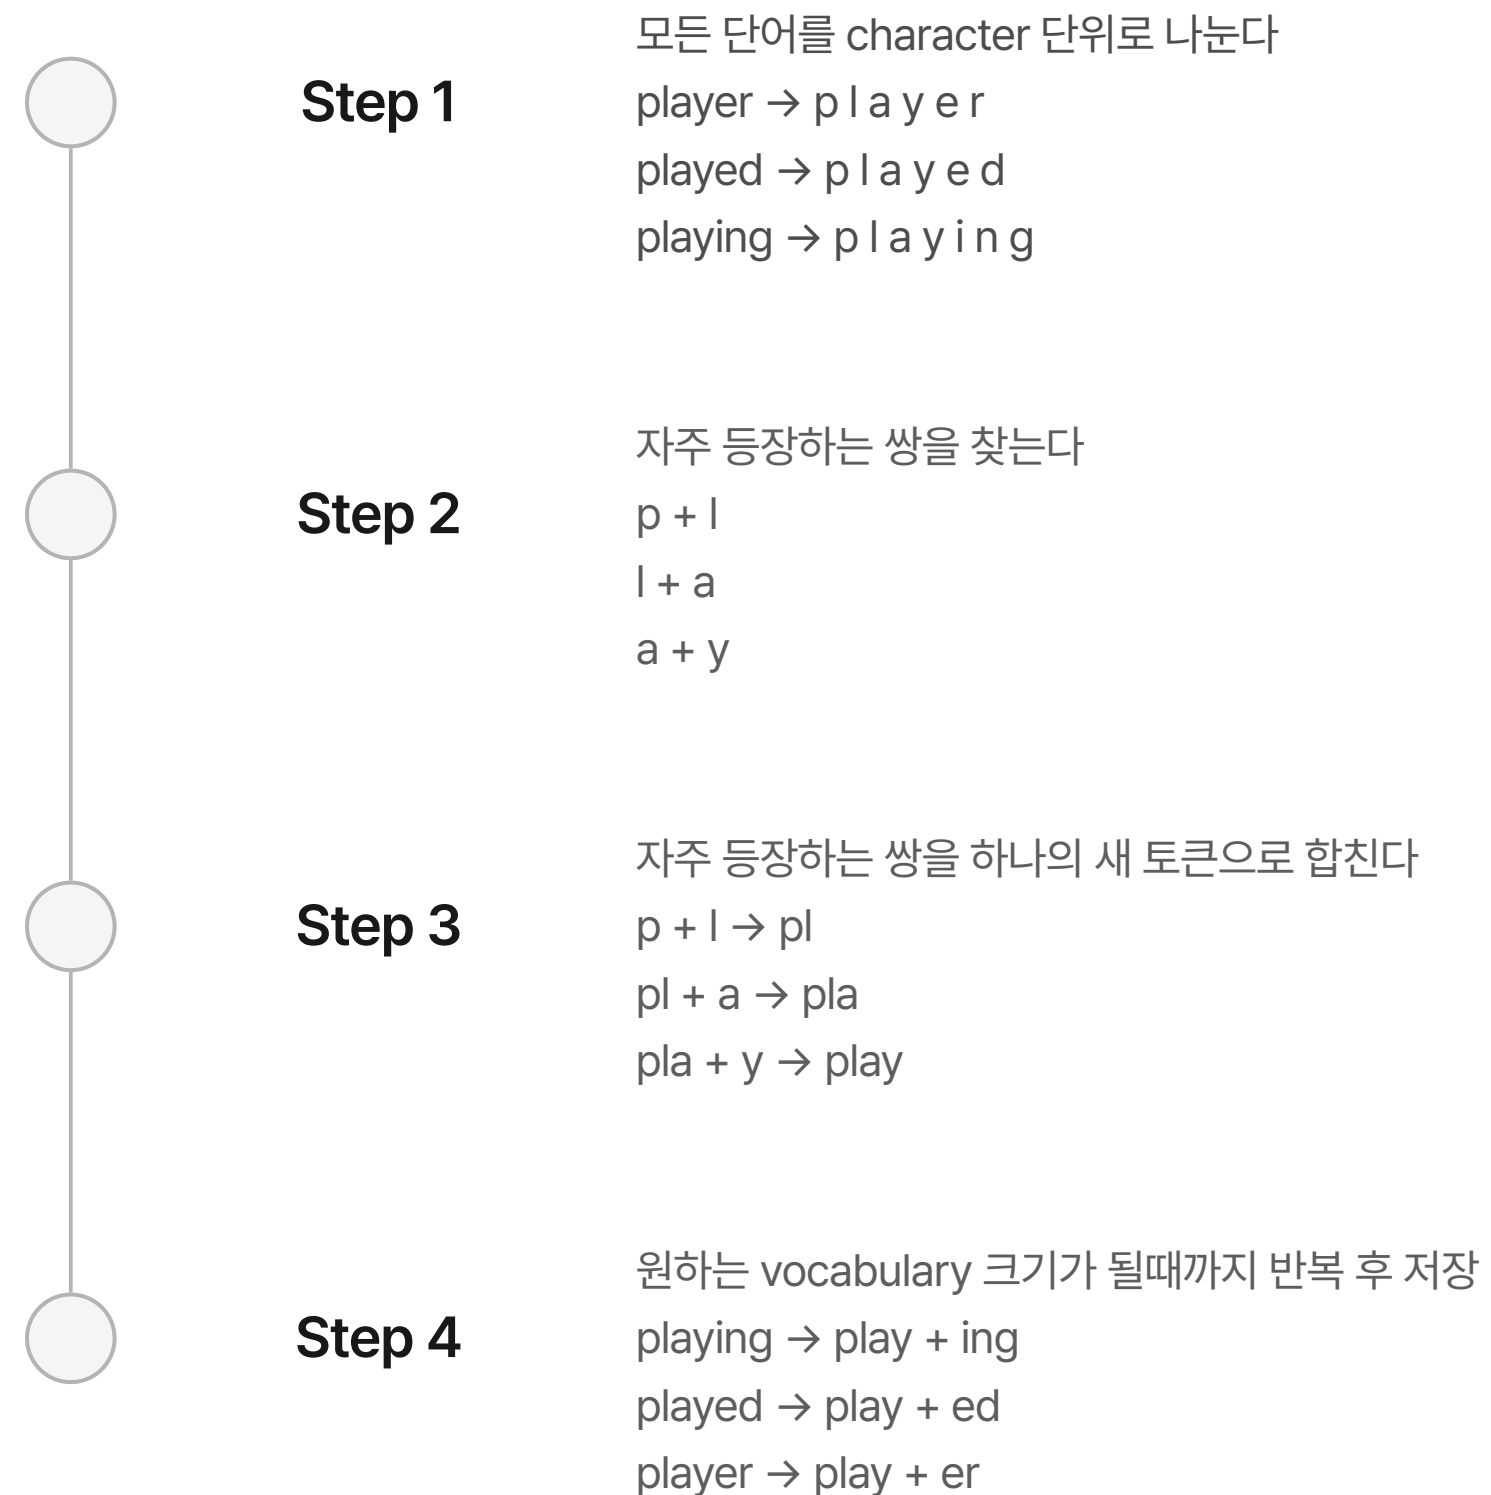 모든 단어를 character 단위로 나눈다
Step 1
player → p l a y e r
played → p l a y e d
playing → p l a y i n g
자주 등장하는 쌍을 찾는다
Step 2
p + l
l + a
a + y
자주 등장하는 쌍을 하나의 새 토큰으로 합친다
Step 3
p + l → pl
pl + a → pla
pla + y → play
원하는 vocabulary 크기가 될때까지 반복 후 저장
Step 4
playing → play + ing
played → play + ed
player → play + er